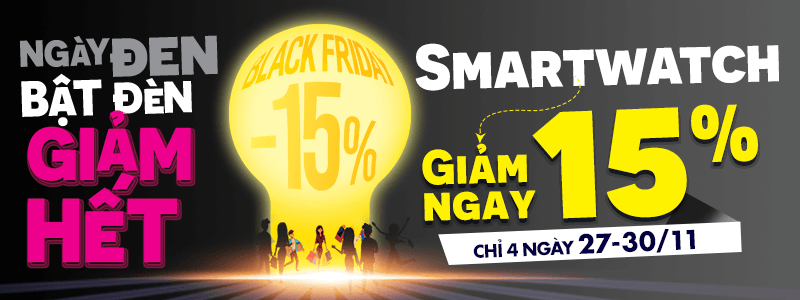 NGÀY ĐEN
BẬT ĐÈN
GIẢM
HẾT
BLACK FRIDAY
-15%
SMARTWATCH
GIẢM
NGAY
15%
CHỈ 4 NGÀY 27-30/11